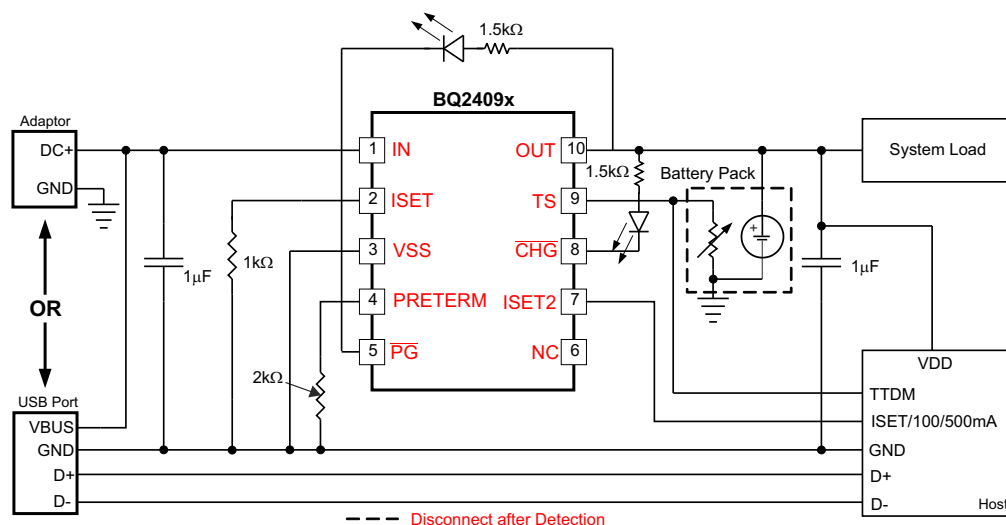 1.5kΩ
BQ2409x
Adaptor
DC+
GND
1 IN
2 ISET
3 VSS
4 PRETERM
5 PG
OUT 10
TS 9
CHG 8
ISET2 7
NC 6
1.5kΩ
Battery Pack
+
System Load
1μF
1kΩ
2kΩ
1μF
OR
USB Port
VBUS
GND
D+
D-
VDD
TTDM
ISET/100/500mA
GND
D+
D-
Host
Disconnect after Detection